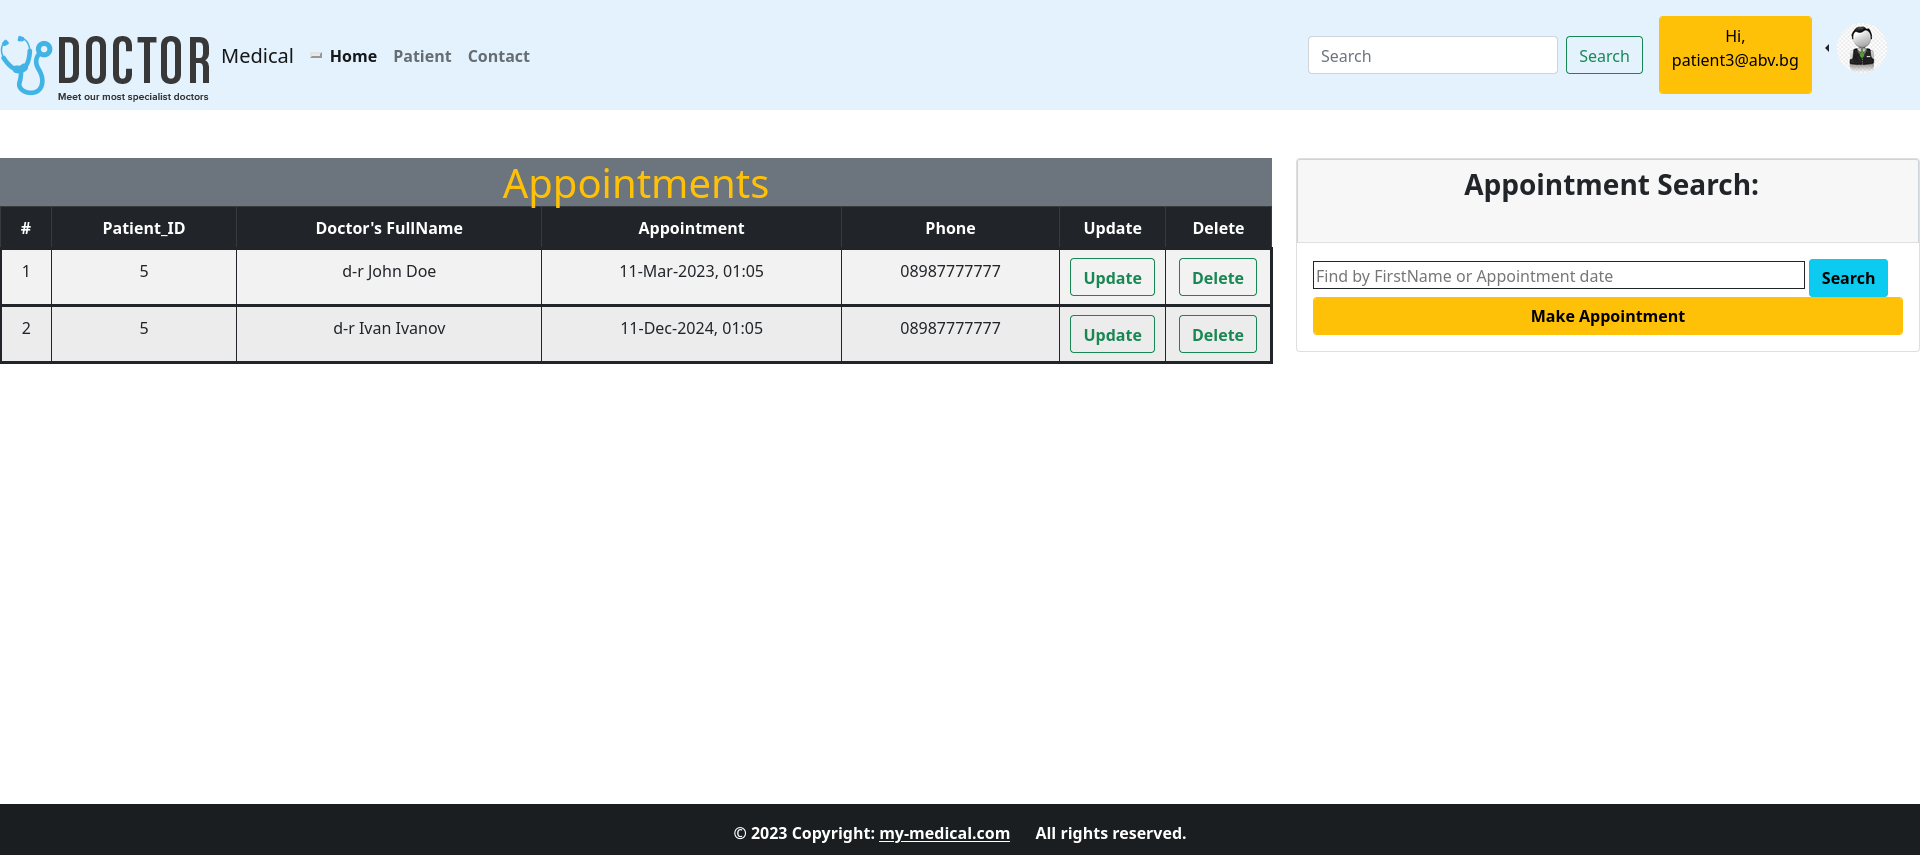 DOCTOR
Meet our most specialist doctors
Medical Home Patient Contact
Search Search
Hi,
patient3@abv.bg
Appointments
# Patient_ID Doctor's FullName Appointment Phone Update Delete
1 5 d-r John Doe 11-Mar-2023, 01:05 08987777777 Update Delete
2 5 d-r Ivan Ivanov 11-Dec-2024, 01:05 08987777777 Update Delete
Appointment Search:
Find by FirstName or Appointment date Search
Make Appointment
© 2023 Copyright: my-medical.com All rights reserved.